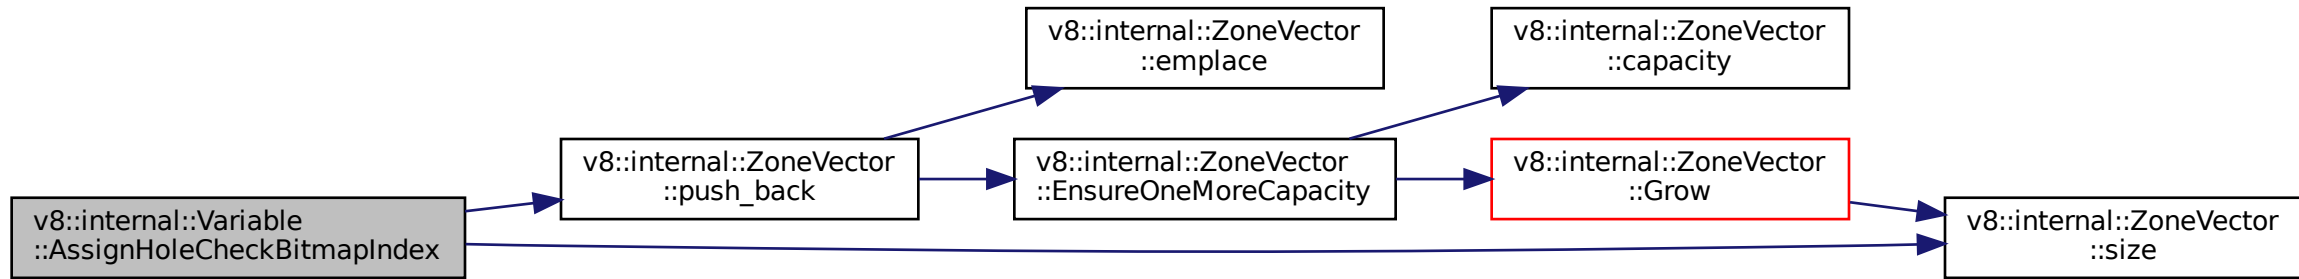 v8::internal::Variable
::AssignHoleCheckBitmapIndex
v8::internal::ZoneVector
::push_back
v8::internal::ZoneVector
::emplace
v8::internal::ZoneVector
::EnsureOneMoreCapacity
v8::internal::ZoneVector
::capacity
v8::internal::ZoneVector
::Grow
v8::internal::ZoneVector
::size